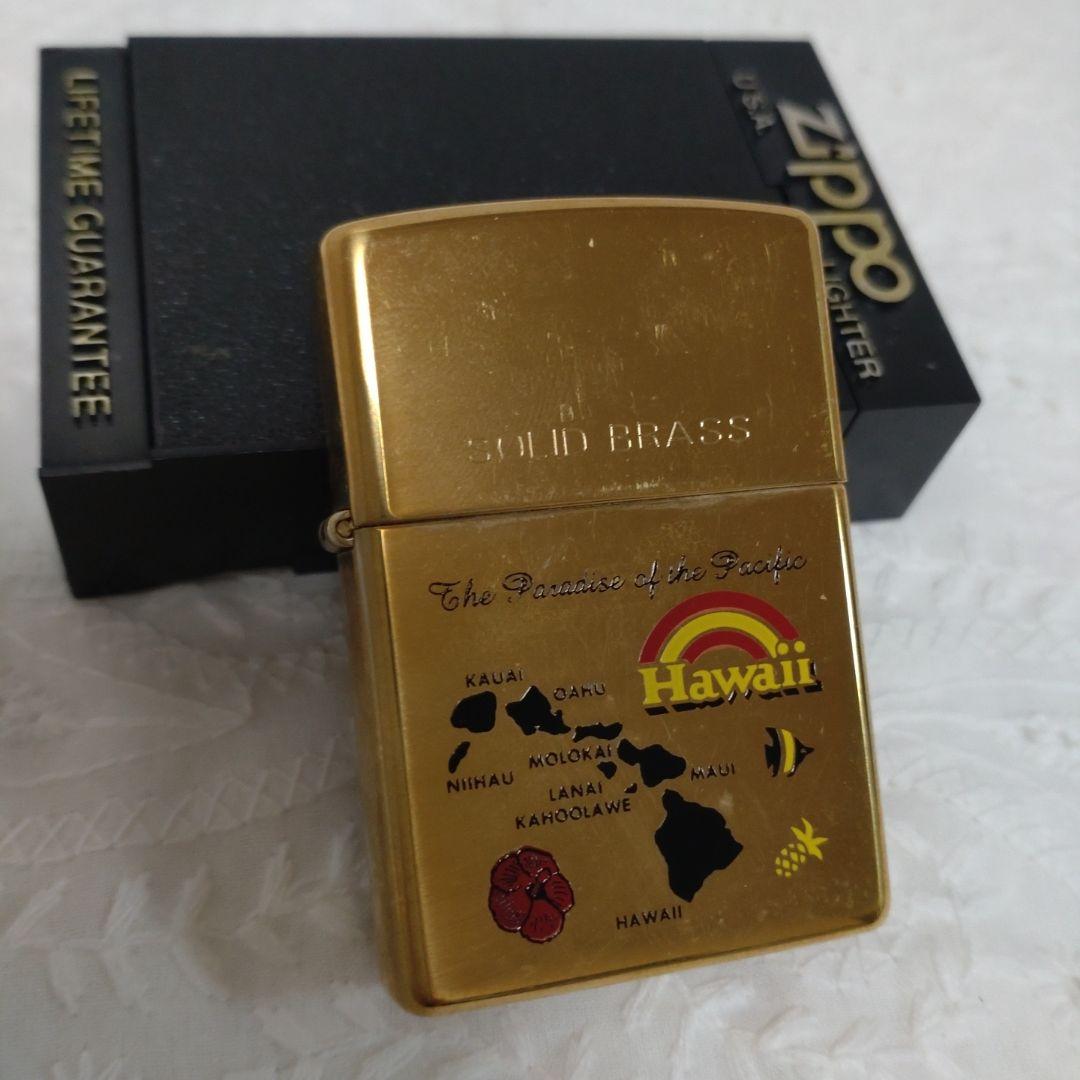 LIFETIME GUARANTEE
U.S.A.
Zippo
LIGHTER
SOLID BRASS
The Paradise of the Pacific
Hawaii
KAUAI
OAHU
MOLOKAI
NIIHAU
MAUI
LANAI
KAHOOLAWE
HAWAII